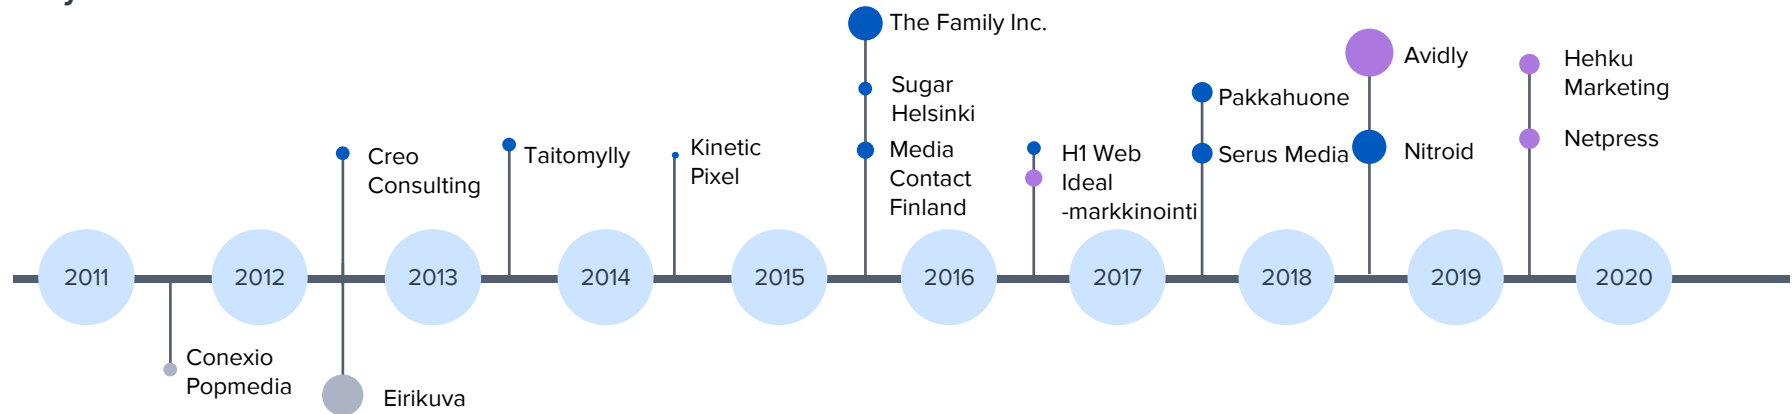 The Family Inc.
Sugar
Helsinki
Media
Contact
Finland
Creo
Consulting
Taitomylly
Kinetic
Pixel
H1 Web
Ideal
-markkinointi
Pakkahuone
Serus Media
Avidly
Nitroid
Hehku
Marketing
Netpress
2011
2012
2013
2014
2015
2016
2017
2018
2019
2020
Conexio
Popmedia
Eirikuva